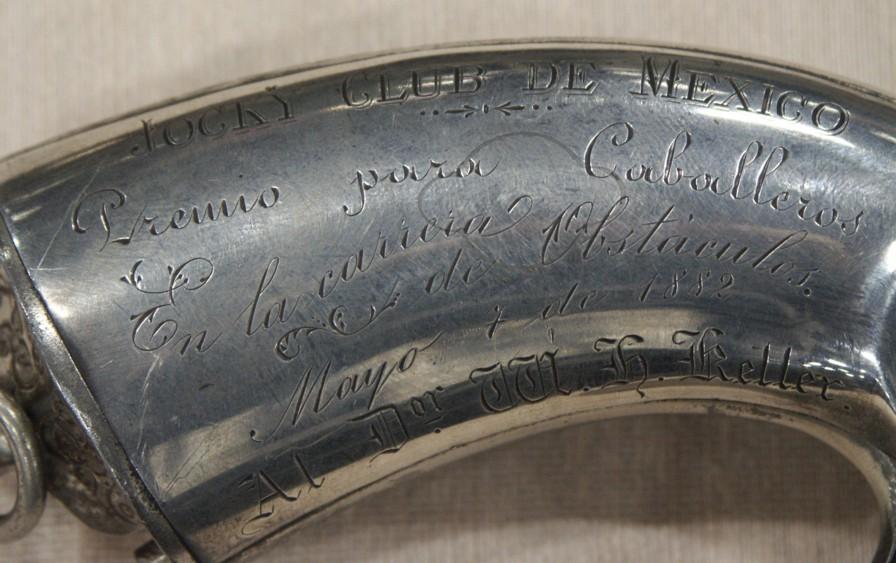 JOCKY CLUB DE MEXICO
Premio para Caballeros
En la carrera de Obstáculos.
Mayo 7 de 1882
Al Dor W. H. Keller.